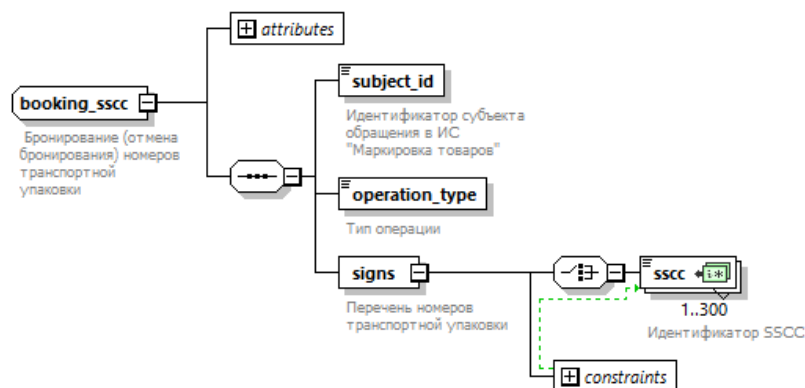 attributes
subject_id
Идентификатор субъекта
обращения в ИС
"Маркировка товаров"
booking_sscc
Бронирование (отмена
бронирования) номеров
транспортной
упаковки
operation_type
Тип операции
signs
Перечень номеров
транспортной упаковки
sscc
1..300
Идентификатор SSCC
constraints